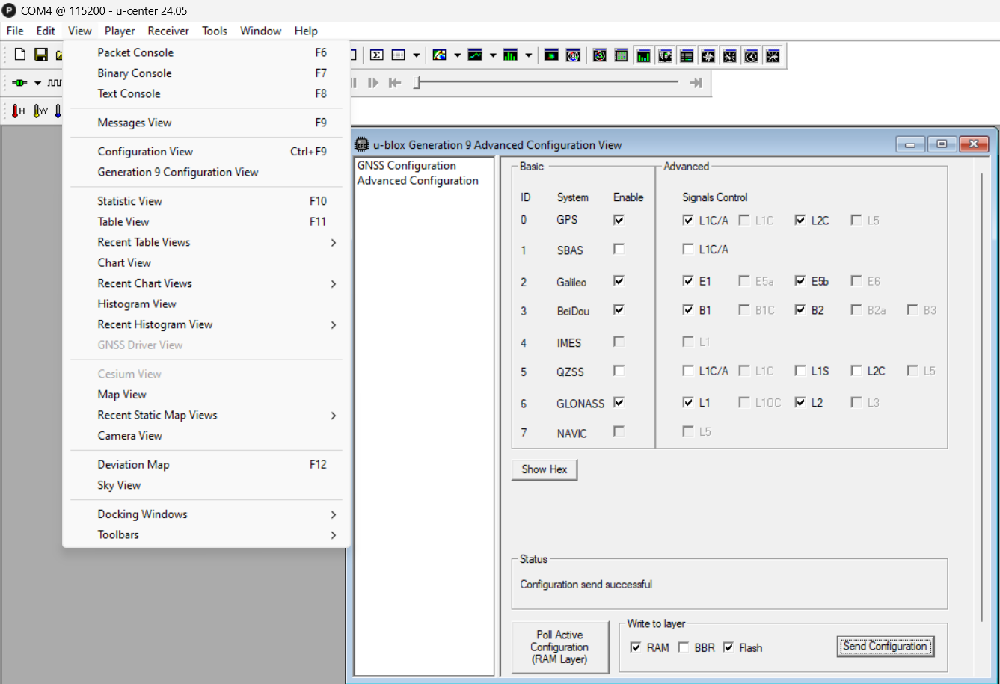 COM4 @ 115200 - u-center 24.05
File Edit View Player Receiver Tools Window Help
H W
Packet Console F6
Binary Console F7
Text Console F8
Messages View F9
Configuration View Ctrl+F9
Generation 9 Configuration View
Statistic View F10
Table View F11
Recent Table Views
Chart View
Recent Chart Views
Histogram View
Recent Histogram View
GNSS Driver View
Cesium View
Map View
Recent Static Map Views
Camera View
Deviation Map F12
Sky View
Docking Windows
Toolbars
u-blox Generation 9 Advanced Configuration View
GNSS Configuration
Advanced Configuration
Basic Advanced
ID System Enable Signals Control
0 GPS L1C/A L1C L2C L5
1 SBAS L1C/A
2 Galileo E1 E5a E5b E6
3 BeiDou B1 B1C B2 B2a B3
4 IMES L1
5 QZSS L1C/A L1C L1S L2C L5
6 GLONASS L1 L1OC L2 L3
7 NAVIC L5
Show Hex
Status
Configuration send successful
Poll Active
Configuration
(RAM Layer)
Write to layer
RAM BBR Flash
Send Configuration